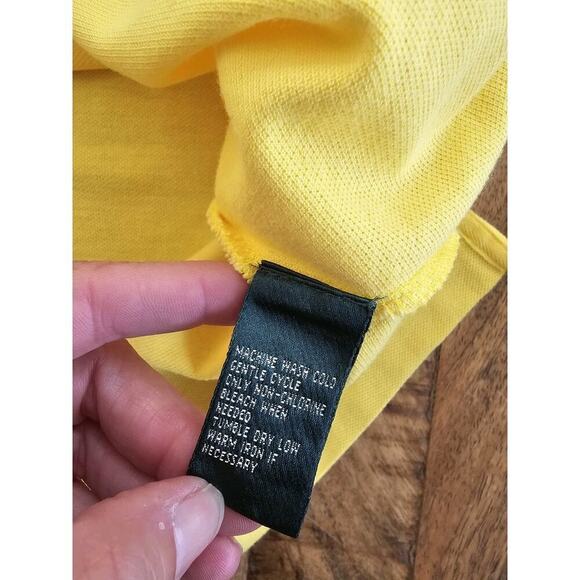 MACHINE WASH COLD
GENTLE CYCLE
ONLY NON-CHLORINE
BLEACH WHEN
NEEDED
TUMBLE DRY LOW
WARM IRON IF
NECESSARY